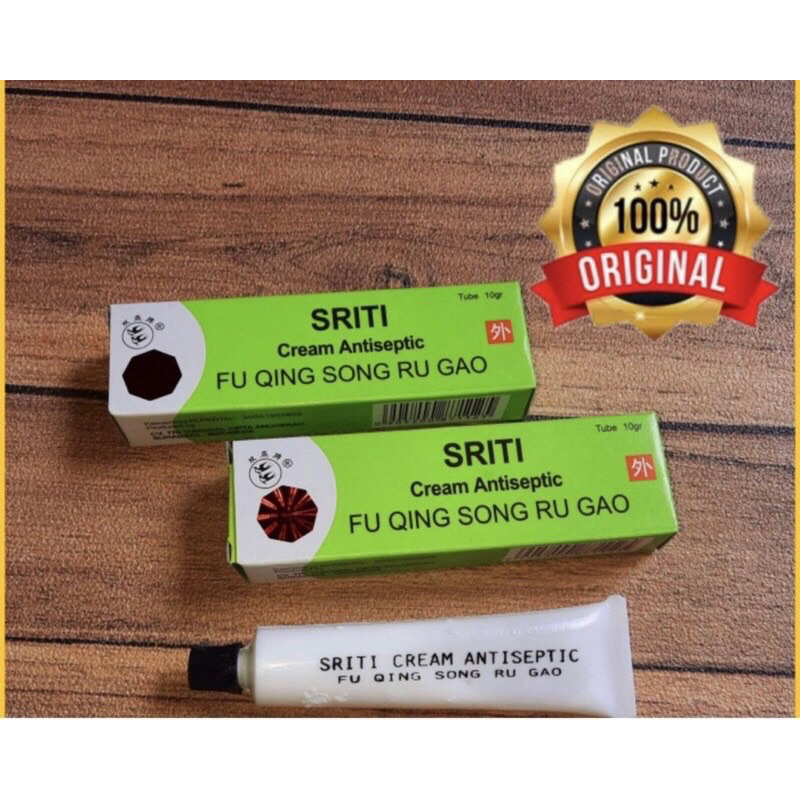 ORIGINAL PRODUCT
100%
ORIGINAL
Tube 10gr
SRITI
外
Cream Antiseptic
FU QING SONG RU GAO
Tube 10gr
SRITI
外
Cream Antiseptic
FU QING SONG RU GAO
SRITI CREAM ANTISEPTIC
FU QING SONG RU GAO